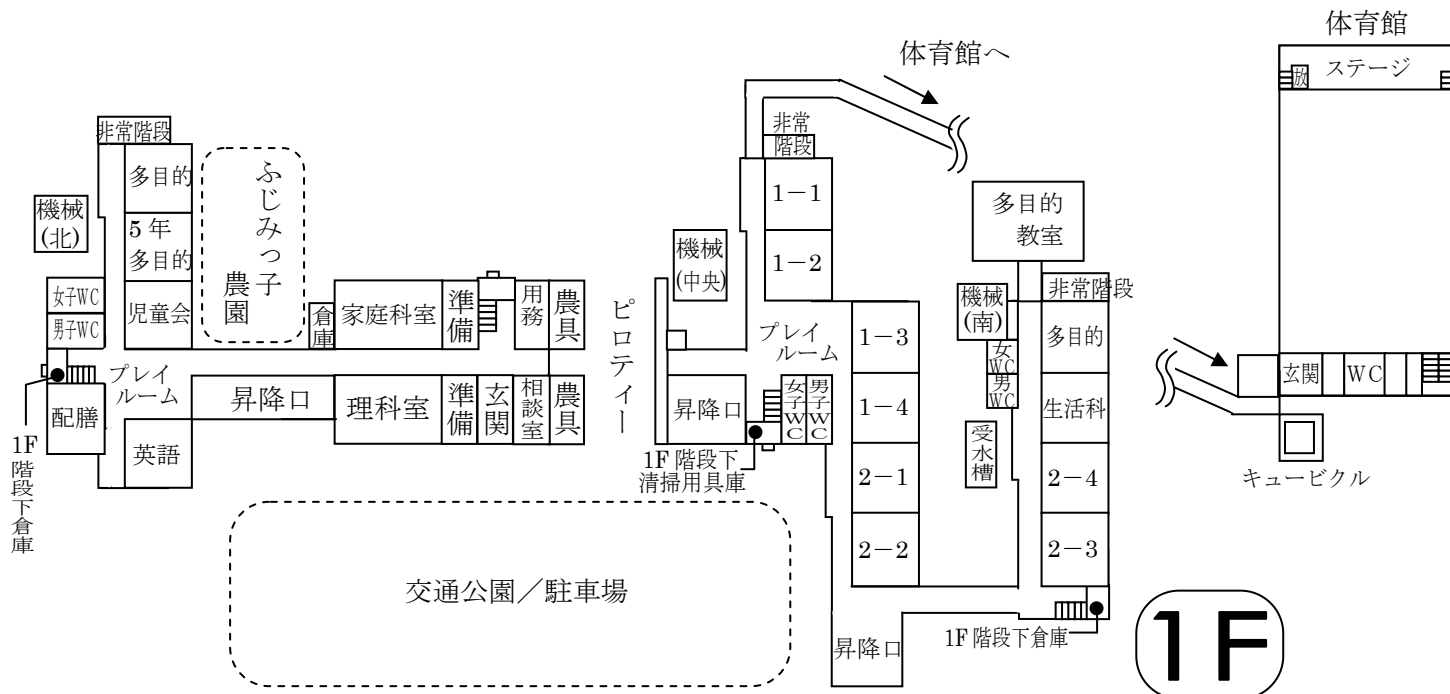 体育館
ステージ
放
体育館へ
非常
階段
非常階段
多目的
5年
多目的
児童会
機械
(北)
女子WC
男子WC
ふじみっ子
農園
倉庫
家庭科室
準備
用務
農具
プレイ
ルーム
配膳
英語
昇降口
理科室
準備
玄関
相談室
農具
1F
階段下倉庫
ピロティー
機械
(中央)
1-1
1-2
プレイ
ルーム
1-3
1-4
2-1
2-2
昇降口
女子WC
男子WC
1F 階段下
清掃用具庫
昇降口
多目的
教室
非常階段
機械
(南)
女WC
男WC
受水槽
多目的
生活科
2-4
2-3
1F 階段下倉庫
玄関
WC
キュービクル
交通公園／駐車場
1F